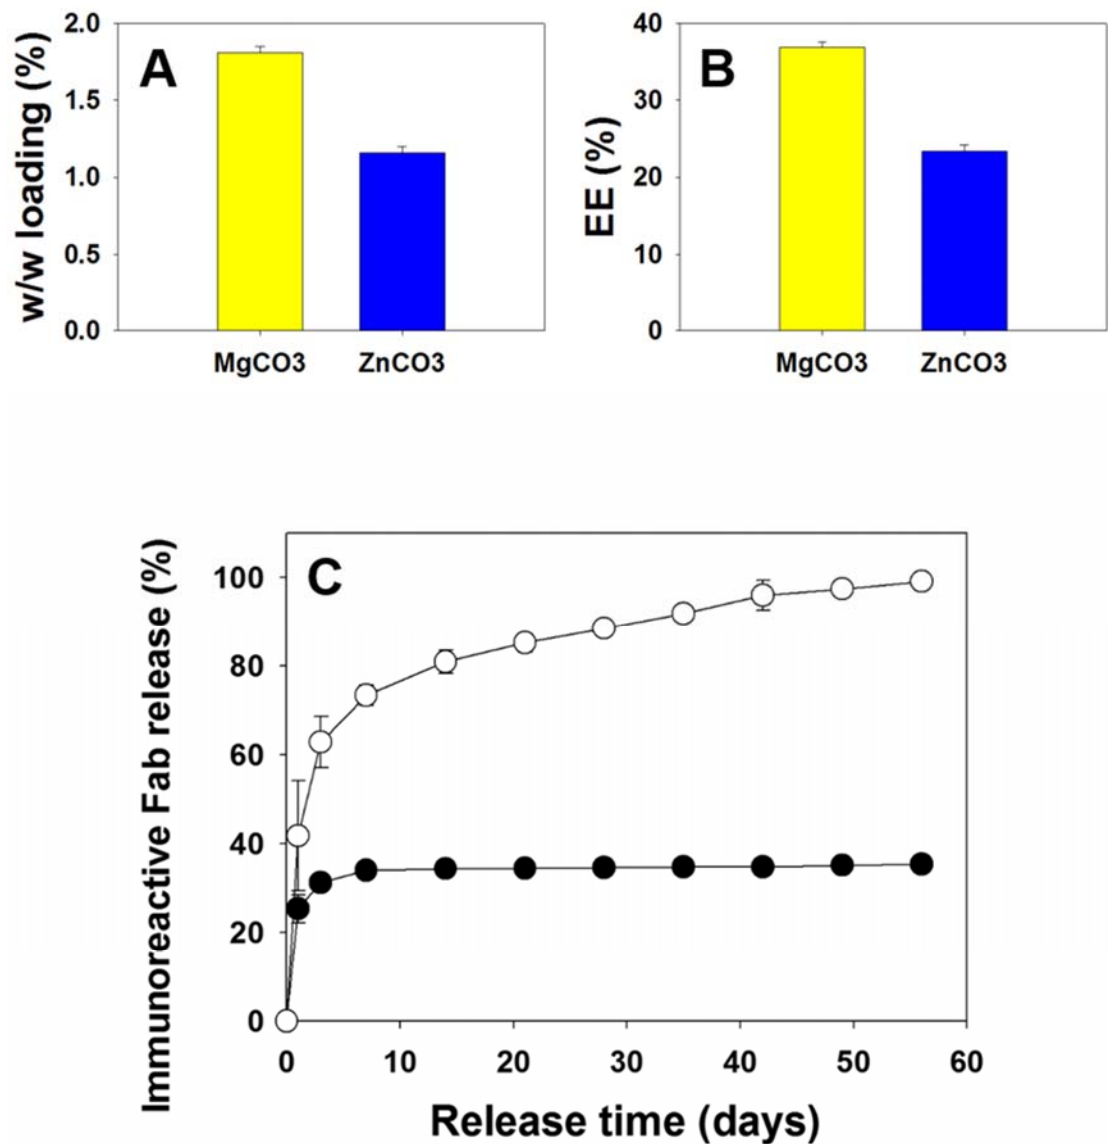 A
w/w loading (%)
2.0
1.5
1.0
0.5
0.0
MgCO3 ZnCO3
B
EE (%)
40
30
20
10
0
MgCO3 ZnCO3
C
Immunoreactive Fab release (%)
100
80
60
40
20
0
0 10 20 30 40 50 60
Release time (days)